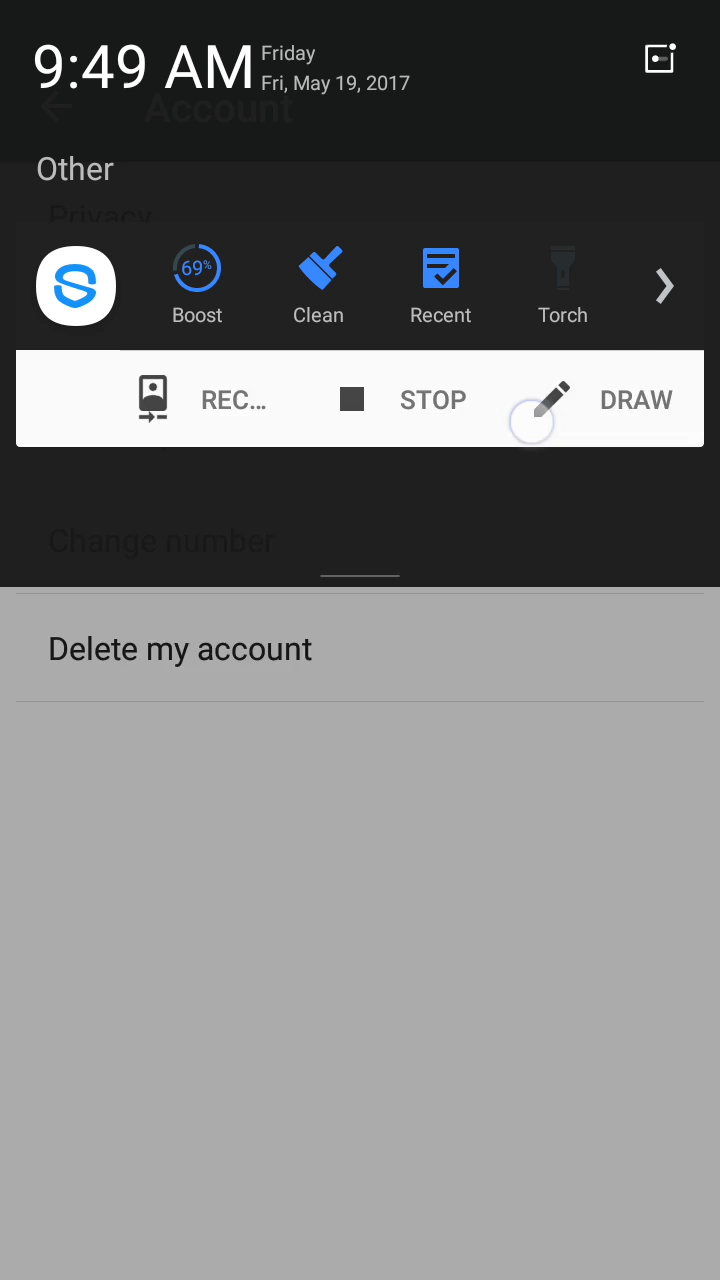 9:49 AM
Friday
Fri, May 19, 2017
Account
Other
Privacy
69%
Boost
Clean
Recent
Torch
REC...
STOP
DRAW
Change number
Delete my account